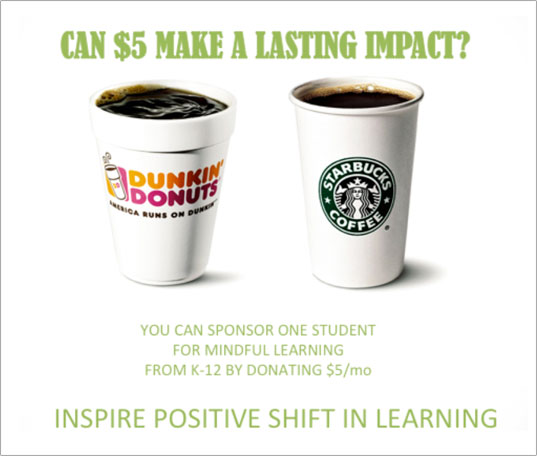 CAN $5 MAKE A LASTING IMPACT?
DUNKIN'
DONUTS
AMERICA RUNS ON DUNKIN'
STARBUCKS
COFFEE
®
YOU CAN SPONSOR ONE STUDENT
FOR MINDFUL LEARNING
FROM K-12 BY DONATING $5/mo
INSPIRE POSITIVE SHIFT IN LEARNING